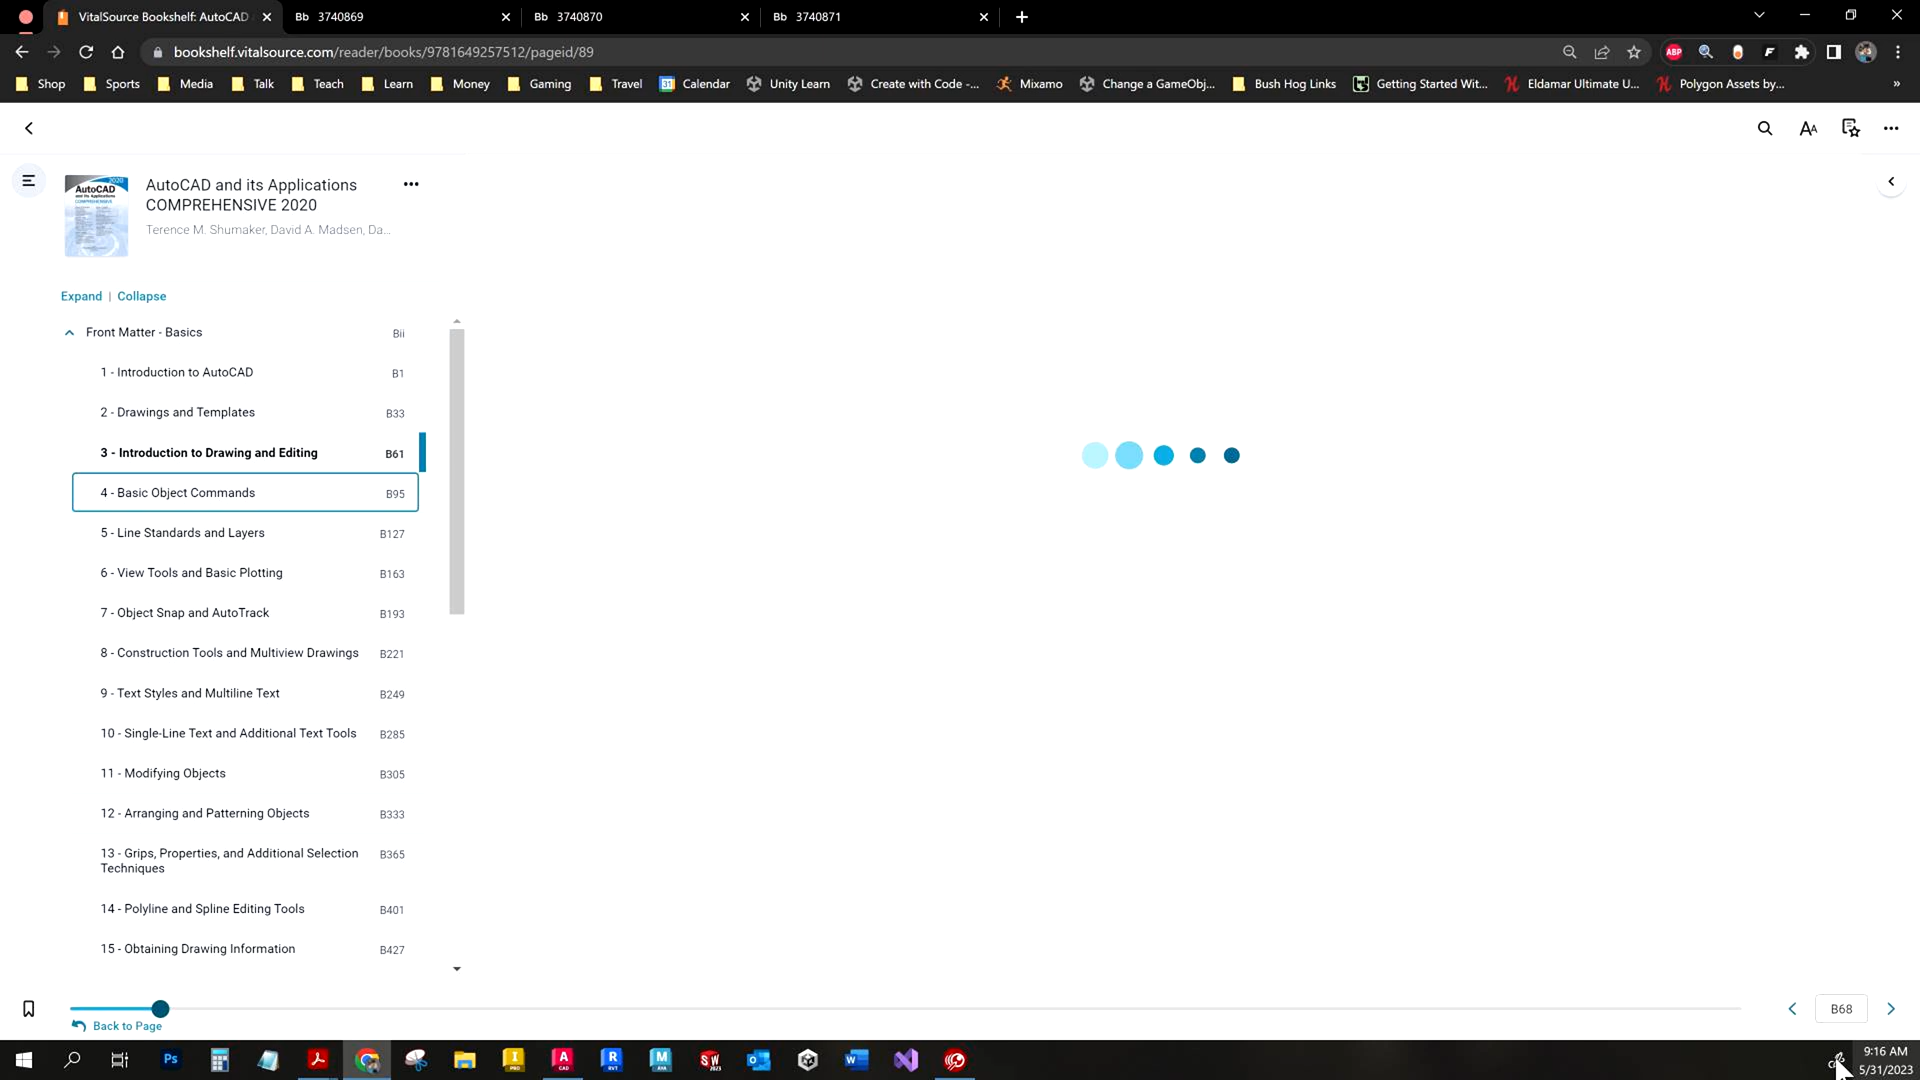 VitalSource Bookshelf: AutoCAD
Bb 3740869
Bb 3740870
Bb 3740871
bookshelf.vitalsource.com/reader/books/9781649257512/pageid/89
ABP
Shop
Sports
Media
Talk
Teach
Learn
Money
Gaming
Travel
Calendar
Unity Learn
Create with Code -...
Mixamo
Change a GameObj...
Bush Hog Links
Getting Started Wit...
Eldamar Ultimate U...
Polygon Assets by...
AutoCAD and its Applications
COMPREHENSIVE 2020
Terence M. Shumaker, David A. Madsen, Da...
2020
AutoCAD
and its Applications
COMPREHENSIVE
Expand | Collapse
Front Matter - Basics Bii
1 - Introduction to AutoCAD B1
2 - Drawings and Templates B33
3 - Introduction to Drawing and Editing B61
4 - Basic Object Commands B95
5 - Line Standards and Layers B127
6 - View Tools and Basic Plotting B163
7 - Object Snap and AutoTrack B193
8 - Construction Tools and Multiview Drawings B221
9 - Text Styles and Multiline Text B249
10 - Single-Line Text and Additional Text Tools B285
11 - Modifying Objects B305
12 - Arranging and Patterning Objects B333
13 - Grips, Properties, and Additional Selection B365
Techniques
14 - Polyline and Spline Editing Tools B401
15 - Obtaining Drawing Information B427
B68
Back to Page
9:16 AM
5/31/2023